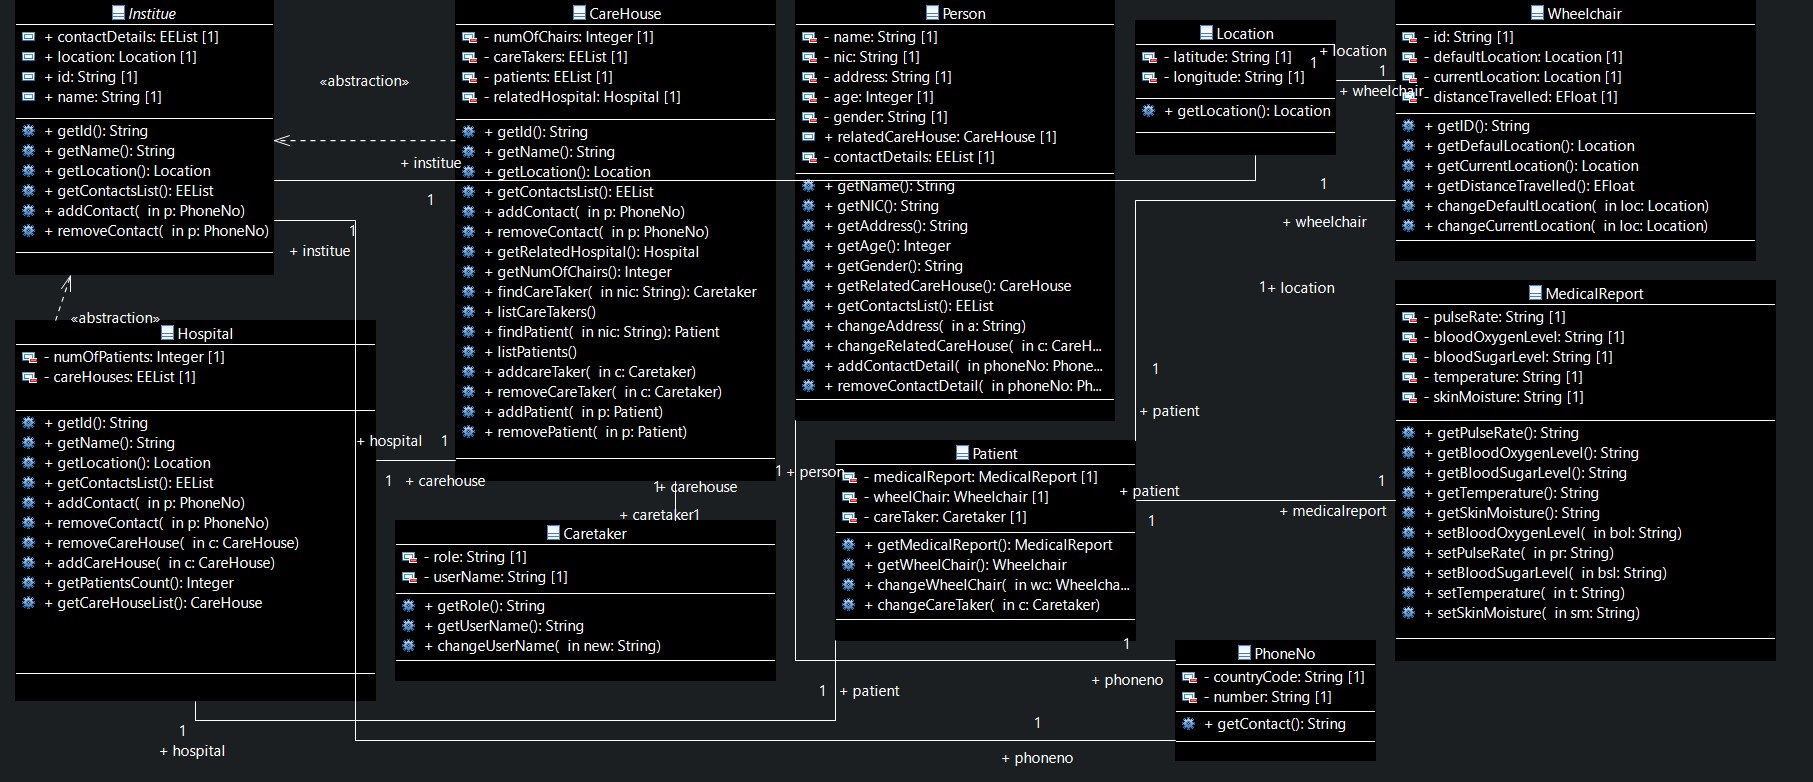 Institue
+ contactDetails: EEList [1]
+ location: Location [1]
+ id: String [1]
+ name: String [1]
+ getId(): String
+ getName(): String
+ getLocation(): Location
+ getContactsList(): EEList
+ addContact( in p: PhoneNo)
+ removeContact( in p: PhoneNo)
«abstraction»
+ institue
1
1
+ institue
«abstraction»
Hospital
- numOfPatients: Integer [1]
- careHouses: EEList [1]
+ getId(): String
+ getName(): String
+ getLocation(): Location
+ getContactsList(): EEList
+ addContact( in p: PhoneNo)
+ removeContact( in p: PhoneNo)
+ removeCareHouse( in c: CareHouse)
+ addCareHouse( in c: CareHouse)
+ getPatientsCount(): Integer
+ getCareHouseList(): CareHouse
1
+ hospital
CareHouse
- numOfChairs: Integer [1]
- careTakers: EEList [1]
- patients: EEList [1]
- relatedHospital: Hospital [1]
+ getId(): String
+ getName(): String
+ getLocation(): Location
+ getContactsList(): EEList
+ addContact( in p: PhoneNo)
+ removeContact( in p: PhoneNo)
+ getRelatedHospital(): Hospital
+ getNumOfChairs(): Integer
+ findCareTaker( in nic: String): Caretaker
+ listCareTakers()
+ findPatient( in nic: String): Patient
+ listPatients()
+ addcareTaker( in c: Caretaker)
+ removeCareTaker( in c: Caretaker)
+ addPatient( in p: Patient)
+ removePatient( in p: Patient)
+ hospital 1
1 + carehouse
1+ carehouse
+ caretaker1
Caretaker
- role: String [1]
- userName: String [1]
+ getRole(): String
+ getUserName(): String
+ changeUserName( in new: String)
Person
- name: String [1]
- nic: String [1]
- address: String [1]
- age: Integer [1]
- gender: String [1]
+ relatedCareHouse: CareHouse [1]
- contactDetails: EEList [1]
+ getName(): String
+ getNIC(): String
+ getAddress(): String
+ getAge(): Integer
+ getGender(): String
+ getRelatedCareHouse(): CareHouse
+ getContactsList(): EEList
+ changeAddress( in a: String)
+ changeRelatedCareHouse( in c: CareH...
+ addContactDetail( in phoneNo: Phone...
+ removeContactDetail( in phoneNo: Ph...
1 + person
Patient
- medicalReport: MedicalReport [1]
- wheelChair: Wheelchair [1]
- careTaker: Caretaker [1]
+ getMedicalReport(): MedicalReport
+ getWheelChair(): Wheelchair
+ changeWheelChair( in wc: Wheelcha...
+ changeCareTaker( in c: Caretaker)
1 + patient
Location
- latitude: String [1]
- longitude: String [1]
+ getLocation(): Location
+ location
1
1
+ wheelchair
1
+ wheelchair
1+ location
1
+ patient
+ patient
1
1
+ medicalreport
Wheelchair
- id: String [1]
- defaultLocation: Location [1]
- currentLocation: Location [1]
- distanceTravelled: EFloat [1]
+ getID(): String
+ getDefaulLocation(): Location
+ getCurrentLocation(): Location
+ getDistanceTravelled(): EFloat
+ changeDefaultLocation( in loc: Location)
+ changeCurrentLocation( in loc: Location)
MedicalReport
- pulseRate: String [1]
- bloodOxygenLevel: String [1]
- bloodSugarLevel: String [1]
- temperature: String [1]
- skinMoisture: String [1]
+ getPulseRate(): String
+ getBloodOxygenLevel(): String
+ getBloodSugarLevel(): String
+ getTemperature(): String
+ getSkinMoisture(): String
+ setBloodOxygenLevel( in bol: String)
+ setPulseRate( in pr: String)
+ setBloodSugarLevel( in bsl: String)
+ setTemperature( in t: String)
+ setSkinMoisture( in sm: String)
1
+ phoneno
PhoneNo
- countryCode: String [1]
- number: String [1]
+ getContact(): String
1
+ phoneno